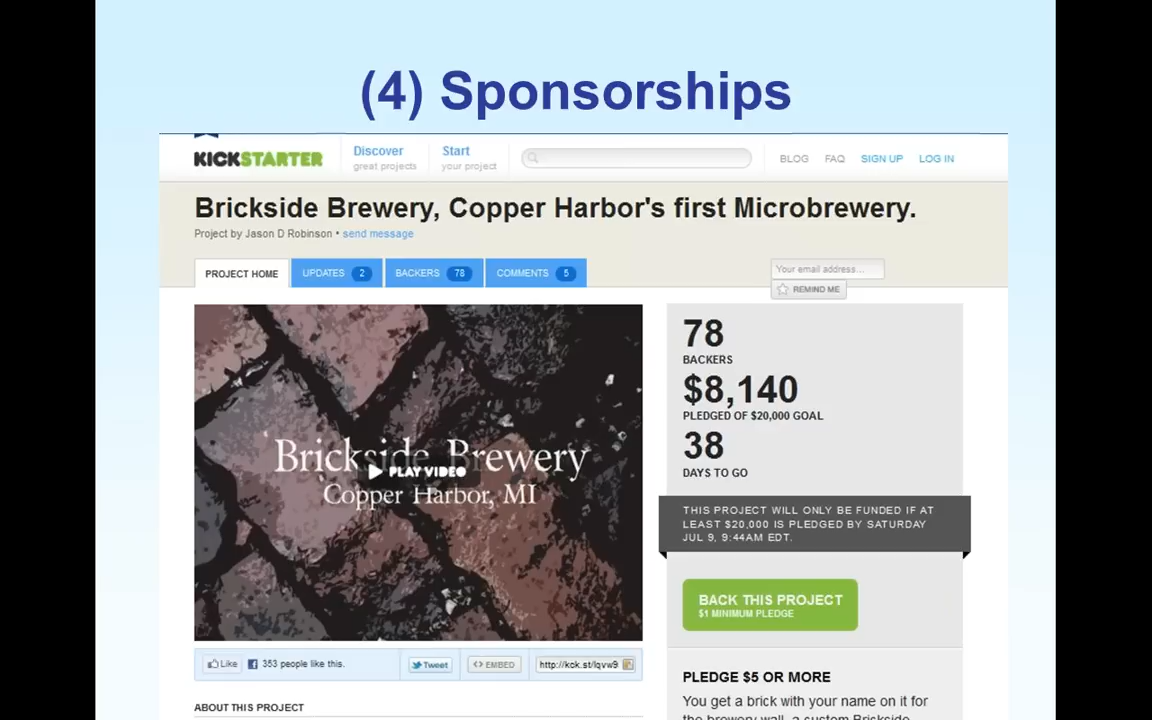 (4) Sponsorships
KICKSTARTER
Discover
great projects
Start
your project
BLOG FAQ SIGN UP LOG IN
Brickside Brewery, Copper Harbor's first Microbrewery.
Project by Jason D Robinson • send message
PROJECT HOME
UPDATES 2
BACKERS 78
COMMENTS 5
Your email address...
REMIND ME
Brickside Brewery
PLAY VIDEO
Copper Harbor, MI
78
BACKERS
$8,140
PLEDGED OF $20,000 GOAL
38
DAYS TO GO
THIS PROJECT WILL ONLY BE FUNDED IF AT
LEAST $20,000 IS PLEDGED BY SATURDAY
JUL 9, 9:44AM EDT.
BACK THIS PROJECT
$1 MINIMUM PLEDGE
Like 353 people like this.
Tweet
<> EMBED
http://kck.st/lqvw9
ABOUT THIS PROJECT
PLEDGE $5 OR MORE
You get a brick with your name on it for
the brewery wall, a custom Brickside